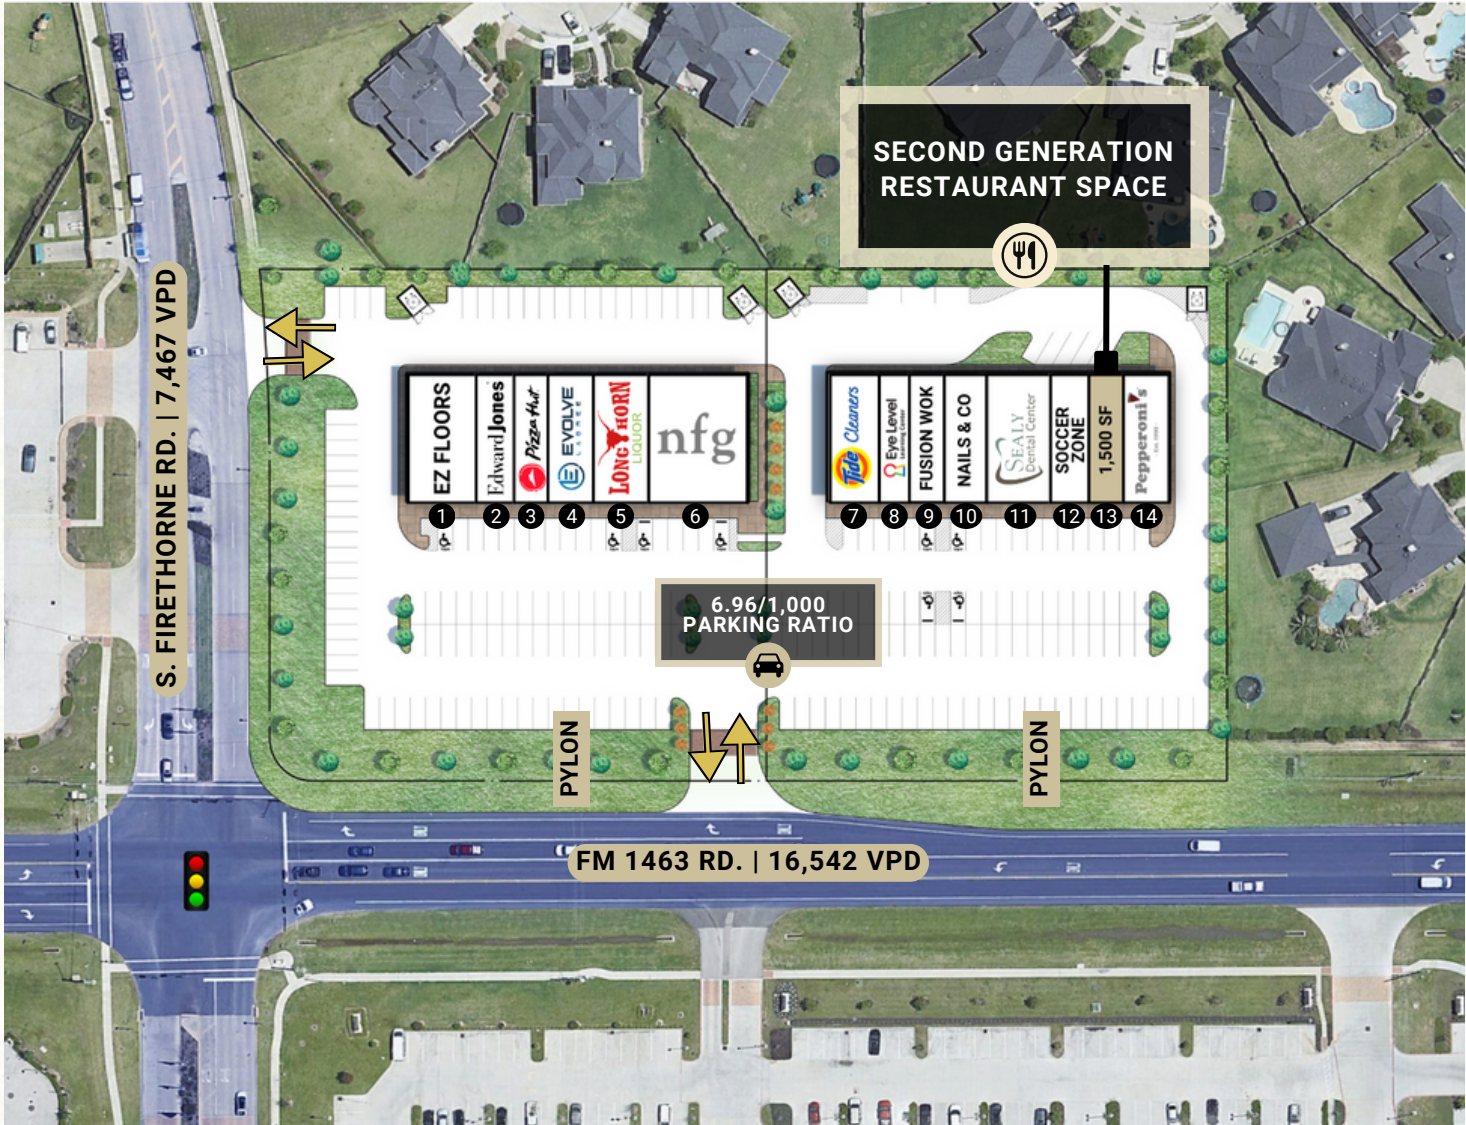 SECOND GENERATION
RESTAURANT SPACE
S. FIRETHORNE RD. | 7,467 VPD
EZ FLOORS
Edward Jones
Pizza Hut
EVOLVE
LONGHORN
LIQUOR
nfg
Tide Cleaners
Eye Level
Learning Center
FUSION WOK
NAILS & CO
SEALY
Dental Center
SOCCER
ZONE
1,500 SF
Pepperoni's
1 2 3 4 5 6 7 8 9 10 11 12 13 14
6.96/1,000
PARKING RATIO
PYLON
PYLON
FM 1463 RD. | 16,542 VPD